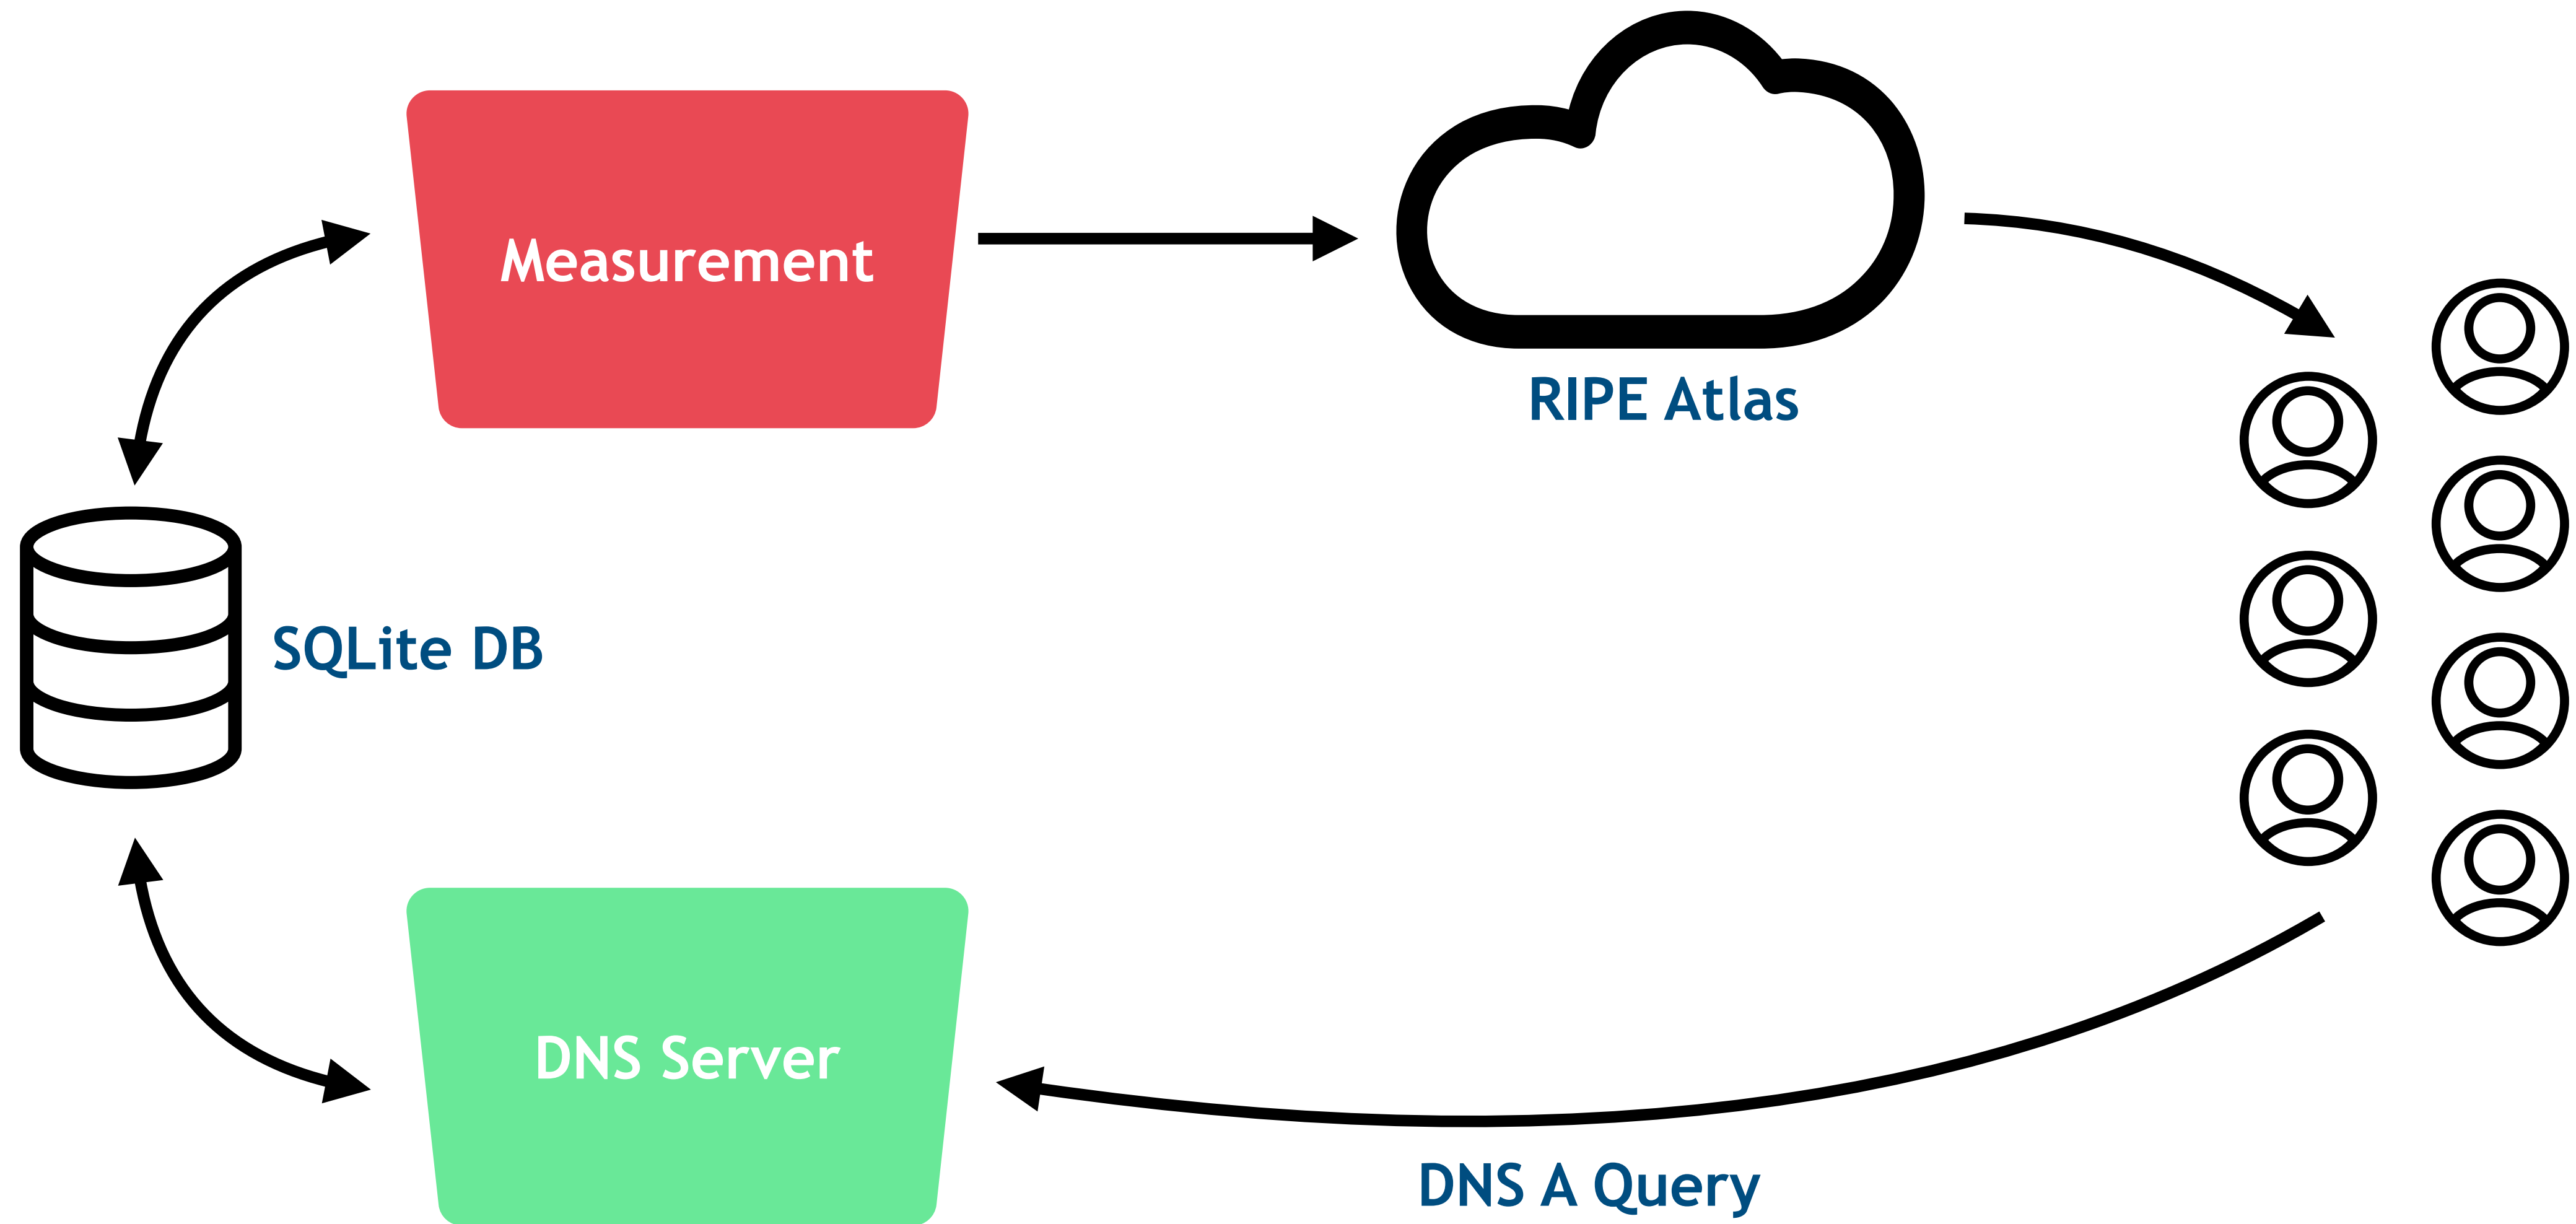 Measurement
RIPE Atlas
SQLite DB
DNS Server
DNS A Query